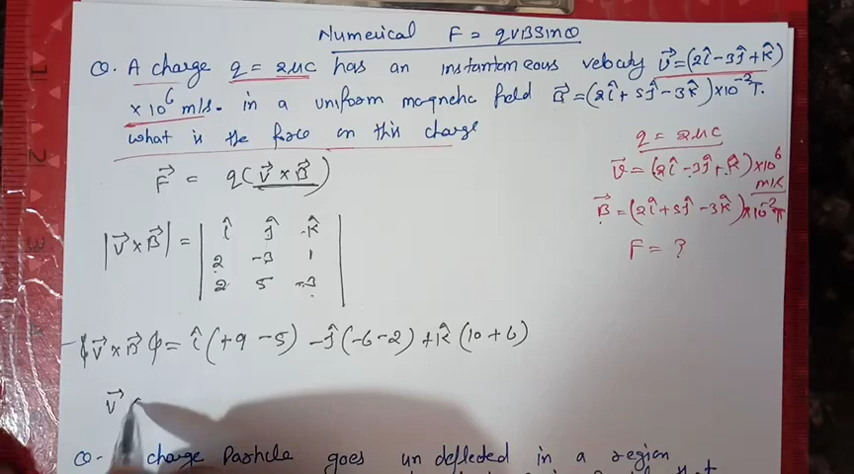 Numerical F = qVBSinθ
Q. A charge q = 2μc has an instantaneous velocity V⃗=(2î-3ĵ+k̂)
×10⁶ m/s. in a uniform magnetic field B⃗=(2î+5ĵ-3k̂)×10⁻² T.
what is the force on this charge
q = 2μc
V⃗ = (2î-3ĵ+k̂)×10⁶
m/s
B⃗ = (2î+5ĵ-3k̂)×10⁻² T
F = ?
F⃗ = q(V⃗×B⃗)
|V⃗×B⃗| = | î ĵ k̂ |
2 -3 1
2 5 -3
V⃗×B⃗ = î(+9-5) -ĵ(-6-2) +k̂(10+6)
V⃗
Q- charge Particle goes un deflected in a region